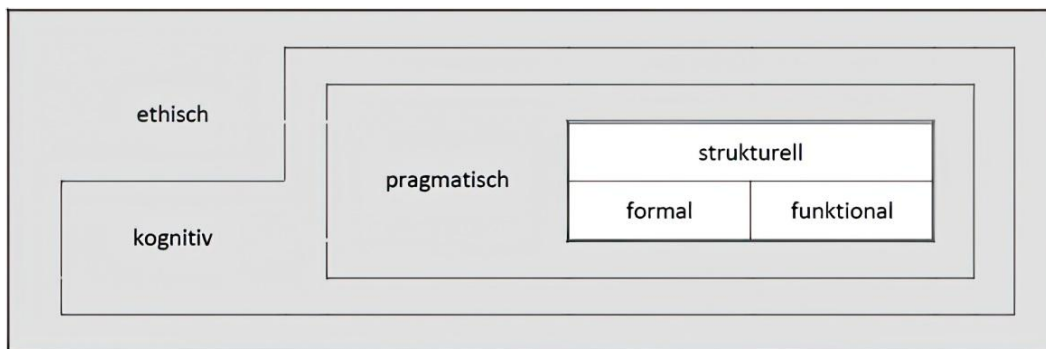 ethisch
strukturell
pragmatisch
formal
funktional
kognitiv